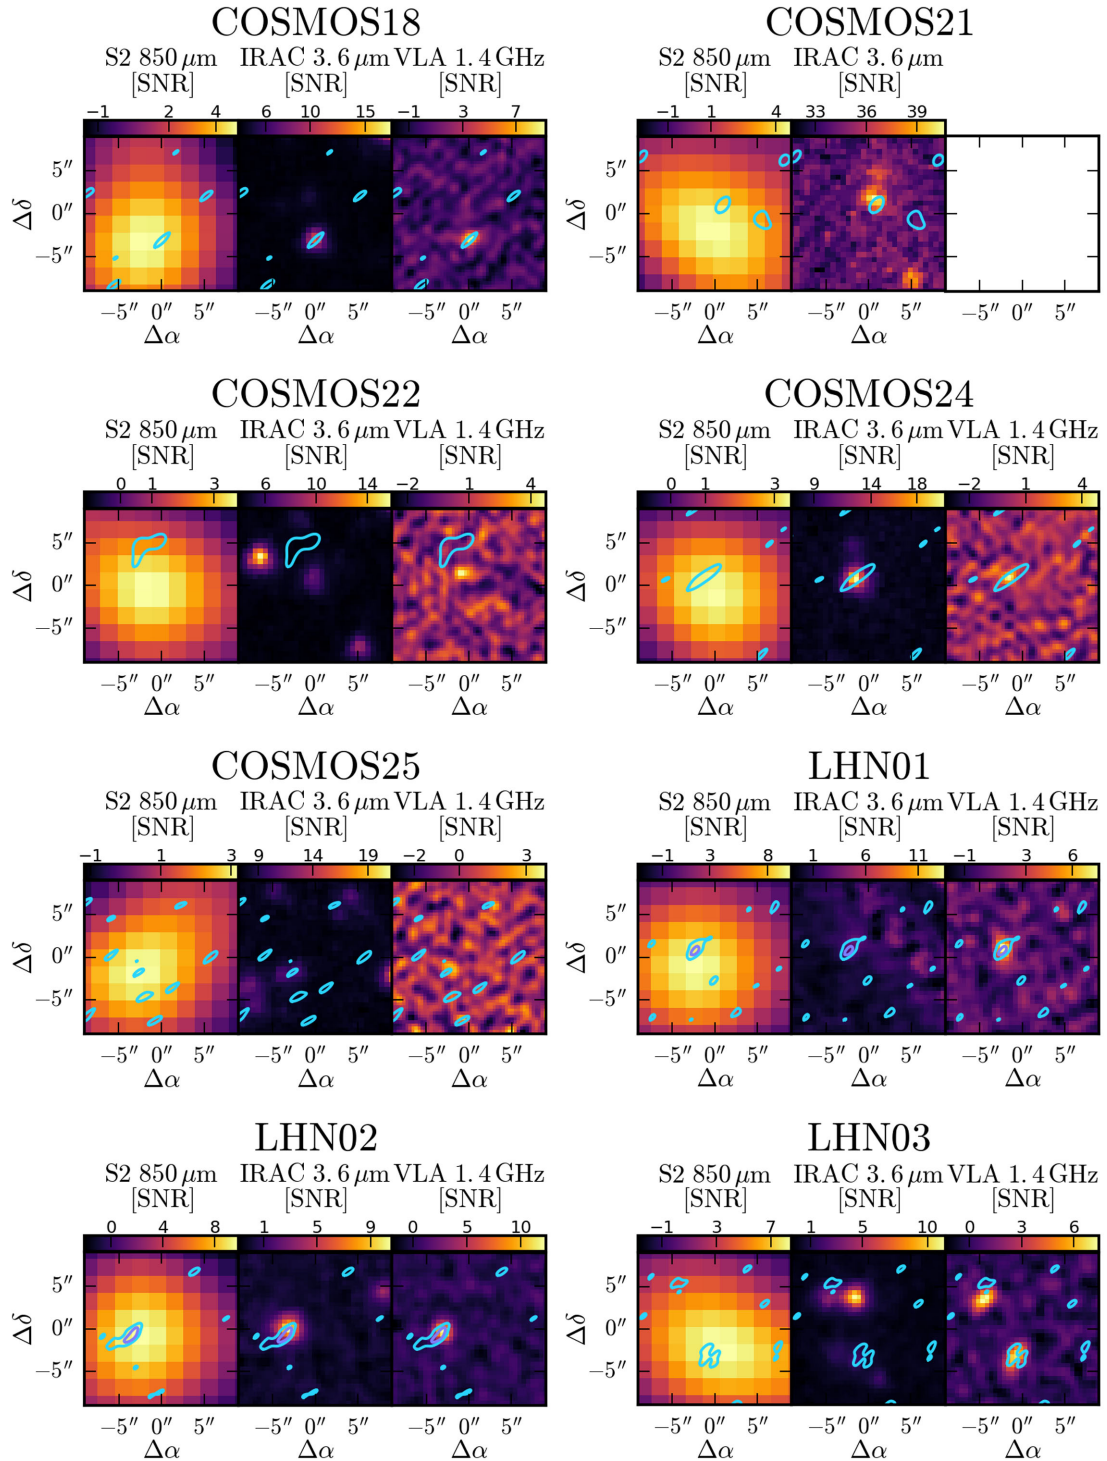 COSMOS18
S2 850 μm IRAC 3.6 μm VLA 1.4 GHz
[SNR] [SNR] [SNR]
−1 2 4 6 10 15 −1 3 7
5″
0″
−5″
Δδ
−5″ 0″ 5″ −5″ 0″ 5″ −5″ 0″ 5″
Δα Δα Δα
COSMOS21
S2 850 μm IRAC 3.6 μm
[SNR] [SNR]
−1 1 4 33 36 39
5″
0″
−5″
Δδ
−5″ 0″ 5″ −5″ 0″ 5″ −5″ 0″ 5″
Δα Δα Δα
COSMOS22
S2 850 μm IRAC 3.6 μm VLA 1.4 GHz
[SNR] [SNR] [SNR]
0 1 3 6 10 14 −2 1 4
5″
0″
−5″
Δδ
−5″ 0″ 5″ −5″ 0″ 5″ −5″ 0″ 5″
Δα Δα Δα
COSMOS24
S2 850 μm IRAC 3.6 μm VLA 1.4 GHz
[SNR] [SNR] [SNR]
0 1 3 9 14 18 −2 1 4
5″
0″
−5″
Δδ
−5″ 0″ 5″ −5″ 0″ 5″ −5″ 0″ 5″
Δα Δα Δα
COSMOS25
S2 850 μm IRAC 3.6 μm VLA 1.4 GHz
[SNR] [SNR] [SNR]
−1 1 3 9 14 19 −2 0 3
5″
0″
−5″
Δδ
−5″ 0″ 5″ −5″ 0″ 5″ −5″ 0″ 5″
Δα Δα Δα
LHN01
S2 850 μm IRAC 3.6 μm VLA 1.4 GHz
[SNR] [SNR] [SNR]
−1 3 8 1 6 11 −1 3 6
5″
0″
−5″
Δδ
−5″ 0″ 5″ −5″ 0″ 5″ −5″ 0″ 5″
Δα Δα Δα
LHN02
S2 850 μm IRAC 3.6 μm VLA 1.4 GHz
[SNR] [SNR] [SNR]
0 4 8 1 5 9 0 5 10
5″
0″
−5″
Δδ
−5″ 0″ 5″ −5″ 0″ 5″ −5″ 0″ 5″
Δα Δα Δα
LHN03
S2 850 μm IRAC 3.6 μm VLA 1.4 GHz
[SNR] [SNR] [SNR]
−1 3 7 1 5 10 0 3 6
5″
0″
−5″
Δδ
−5″ 0″ 5″ −5″ 0″ 5″ −5″ 0″ 5″
Δα Δα Δα